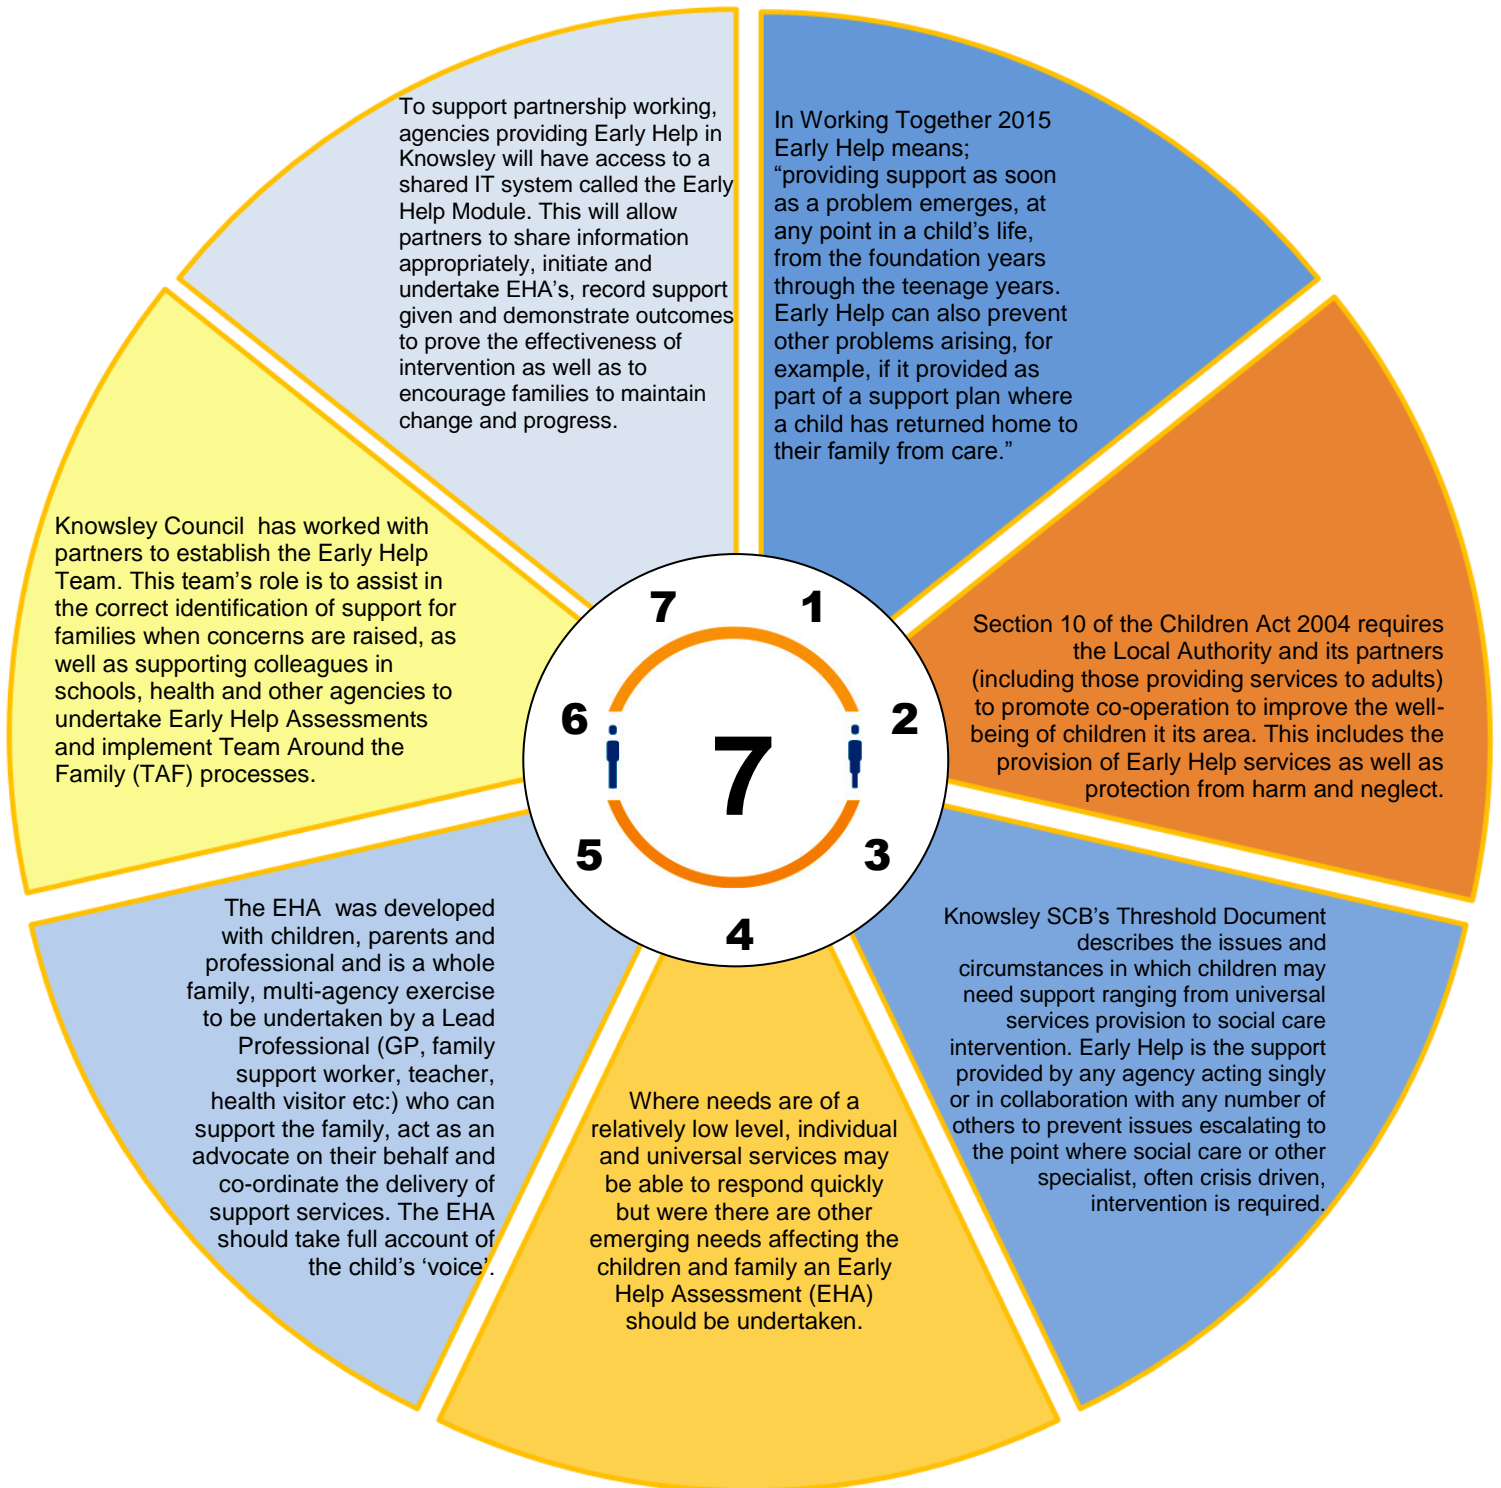 In Working Together 2015
Early Help means;
“providing support as soon
as a problem emerges, at
any point in a child’s life,
from the foundation years
through the teenage years.
Early Help can also prevent
other problems arising, for
example, if it provided as
part of a support plan where
a child has returned home to
their family from care.”
Section 10 of the Children Act 2004 requires
the Local Authority and its partners
(including those providing services to adults)
to promote co-operation to improve the well-
being of children it its area. This includes the
provision of Early Help services as well as
protection from harm and neglect.
Knowsley SCB’s Threshold Document
describes the issues and
circumstances in which children may
need support ranging from universal
services provision to social care
intervention. Early Help is the support
provided by any agency acting singly
or in collaboration with any number of
others to prevent issues escalating to
the point where social care or other
specialist, often crisis driven,
intervention is required.
Where needs are of a
relatively low level, individual
and universal services may
be able to respond quickly
but were there are other
emerging needs affecting the
children and family an Early
Help Assessment (EHA)
should be undertaken.
The EHA  was developed
with children, parents and
professional and is a whole
family, multi-agency exercise
to be undertaken by a Lead
Professional (GP, family
support worker, teacher,
health visitor etc:) who can
support the family, act as an
advocate on their behalf and
co-ordinate the delivery of
support services. The EHA
should take full account of
the child’s ‘voice’.
Knowsley Council  has worked with
partners to establish the Early Help
Team. This team’s role is to assist in
the correct identification of support for
families when concerns are raised, as
well as supporting colleagues in
schools, health and other agencies to
undertake Early Help Assessments
and implement Team Around the
Family (TAF) processes.
To support partnership working,
agencies providing Early Help in
Knowsley will have access to a
shared IT system called the Early
Help Module. This will allow
partners to share information
appropriately, initiate and
undertake EHA’s, record support
given and demonstrate outcomes
to prove the effectiveness of
intervention as well as to
encourage families to maintain
change and progress.
1
2
3
4
5
6
7
7